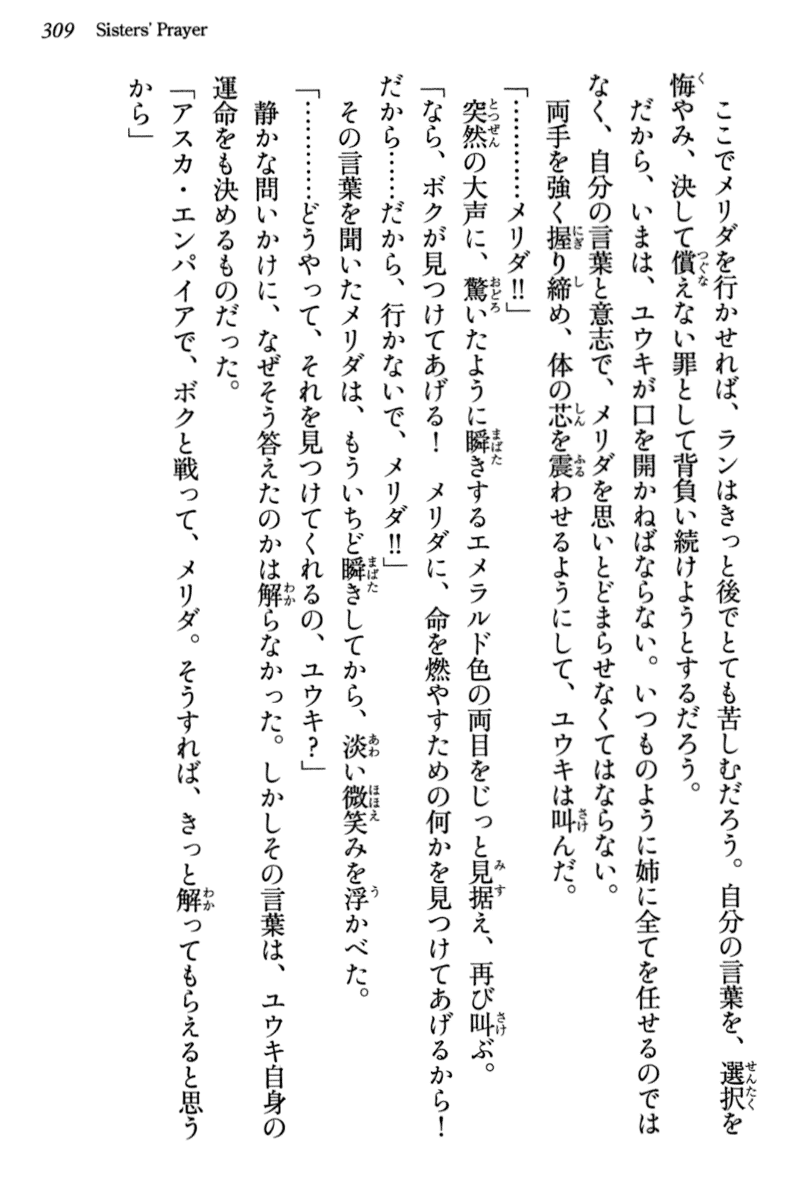 309 Sisters' Prayer
ここでメリダを行かせれば、ランはきっと後でとても苦しむだろう。自分の言葉を、選択を
悔やみ、決して償えない罪として背負い続けようとするだろう。
だから、いまは、ユウキが口を開かねばならない。いつものように姉に全てを任せるのでは
なく、自分の言葉と意志で、メリダを思いとどまらせなくてはならない。
両手を強く握り締め、体の芯を震わせるようにして、ユウキは叫んだ。
「…………メリダ!!」
突然の大声に、驚いたように瞬きするエメラルド色の両目をじっと見据え、再び叫ぶ。
「なら、ボクが見つけてあげる！　メリダに、命を燃やすための何かを見つけてあげるから！
だから……だから、行かないで、メリダ!!」
その言葉を聞いたメリダは、もういちど瞬きしてから、淡い微笑みを浮かべた。
「…………どうやって、それを見つけてくれるの、ユウキ？」
静かな問いかけに、なぜそう答えたのかは解らなかった。しかしその言葉は、ユウキ自身の
運命をも決めるものだった。
「アスカ・エンパイアで、ボクと戦って、メリダ。そうすれば、きっと解ってもらえると思う
から」